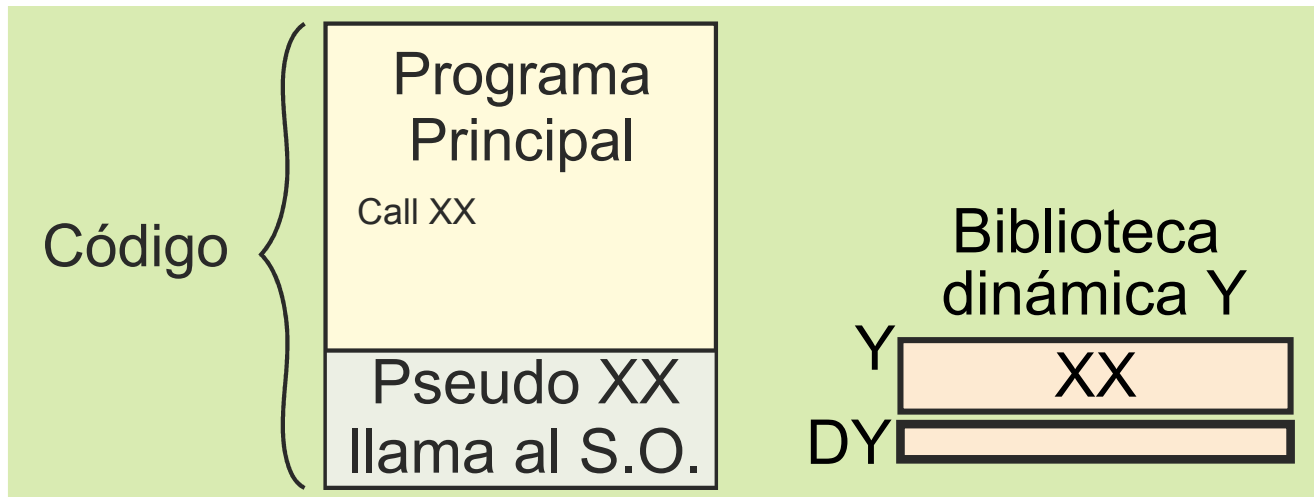 Código
Programa
Principal
Call XX
Pseudo XX
llama al S.O.
Biblioteca
dinámica Y
Y
XX
DY